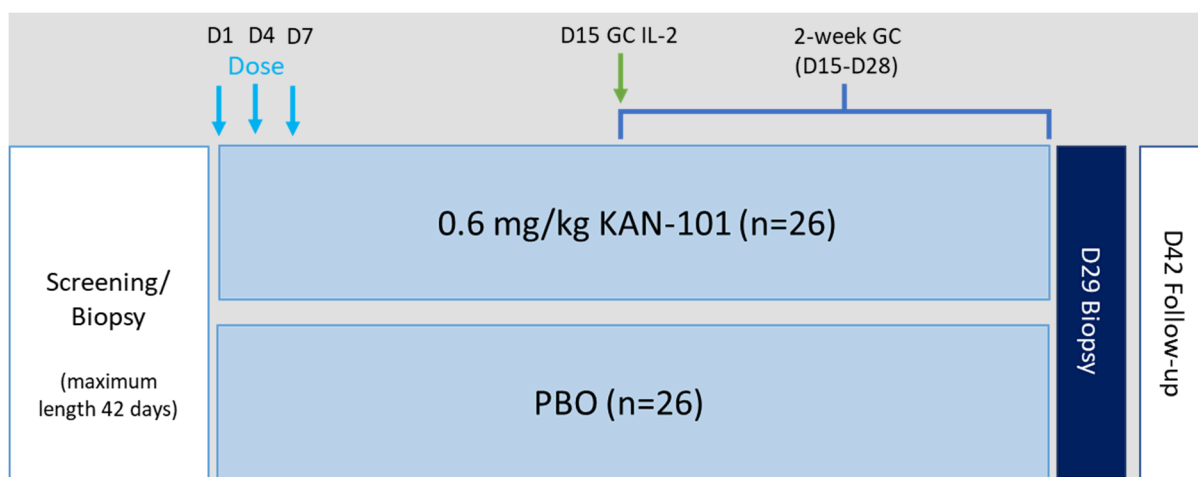 D1 D4 D7
Dose
D15 GC IL-2
2-week GC
(D15-D28)
Screening/
Biopsy
(maximum
length 42 days)
0.6 mg/kg KAN-101 (n=26)
PBO (n=26)
D29 Biopsy
D42 Follow-up